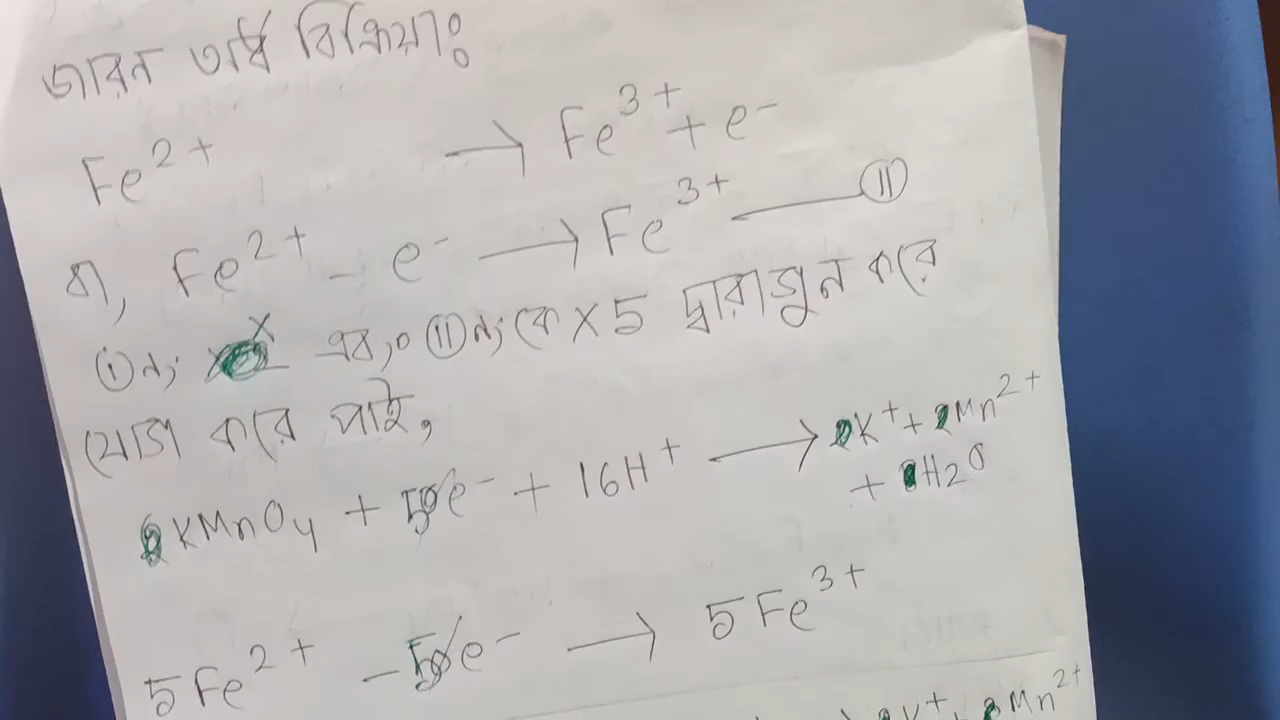 জারন অর্ধ বিক্রিয়াঃ
Fe²⁺ → Fe³⁺ + e⁻
বা, Fe²⁺ - e⁻ → Fe³⁺ — (II)
(i) নং এবং (II) নং কে × 5 দ্বারা গুন করে
যোগ করে পাই,
KMnO₄ + 5e⁻ + 16H⁺ → K⁺ + Mn²⁺
+ H₂O
5Fe²⁺ - 5e⁻ → 5Fe³⁺
K⁺ + Mn²⁺